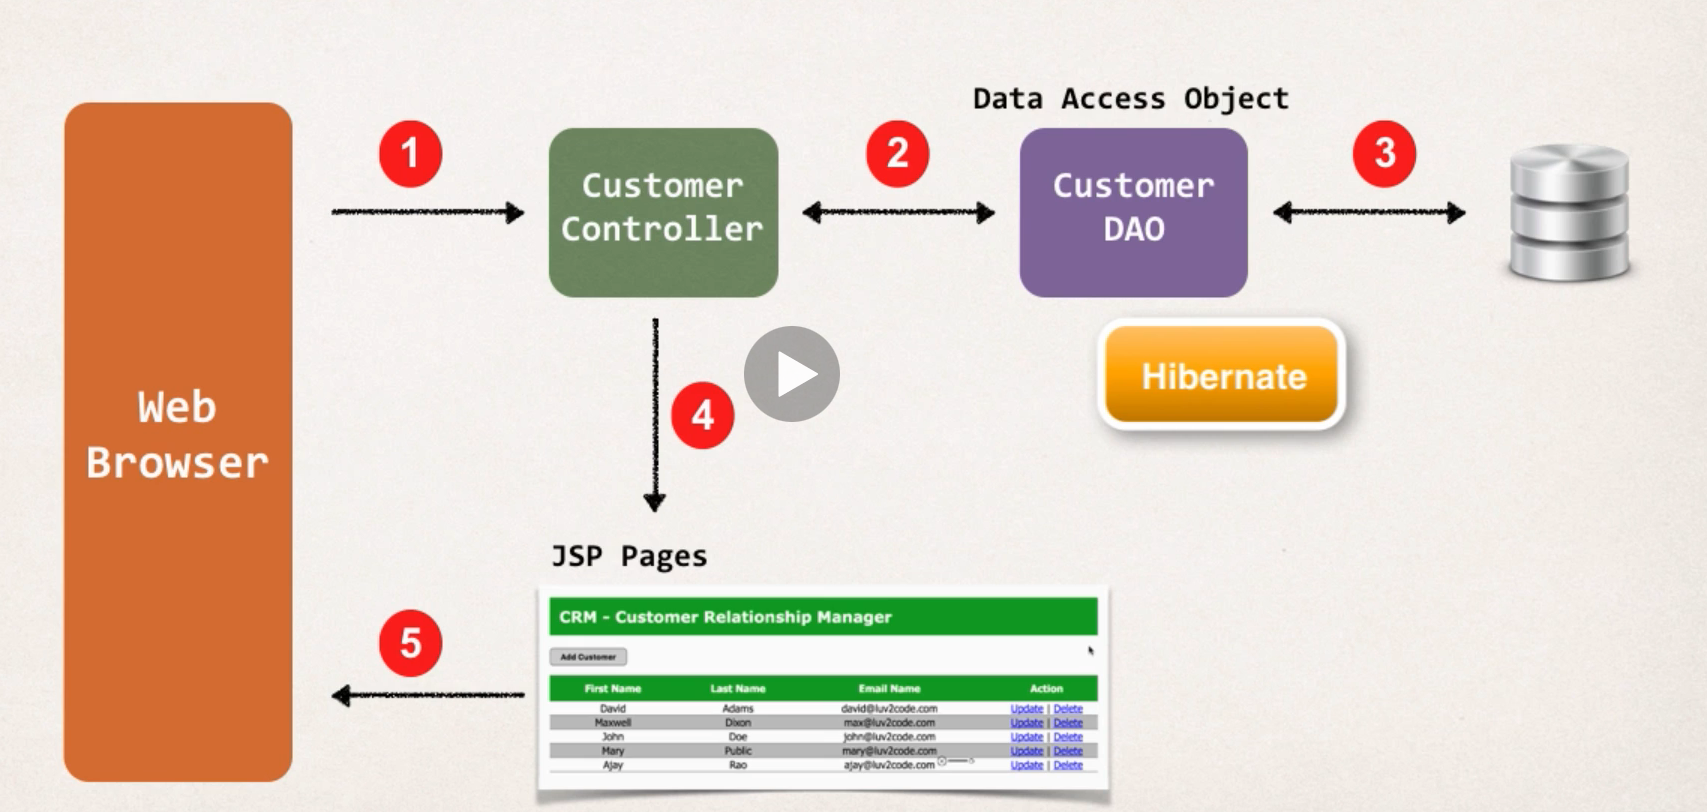 Data Access Object
1
2
3
Customer
Controller
Customer
DAO
Web
Browser
Hibernate
4
JSP Pages
5
CRM - Customer Relationship Manager
Add Customer
First Name Last Name Email Name Action
David Adams david@luv2code.com Update | Delete
Maxwell Dixon max@luv2code.com Update | Delete
John Doe john@luv2code.com Update | Delete
Mary Public mary@luv2code.com Update | Delete
Ajay Rao ajay@luv2code.com Update | Delete